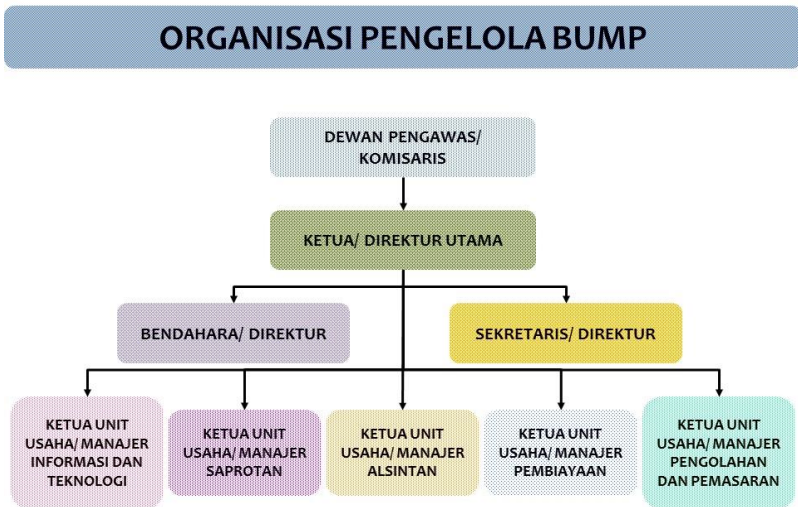 ORGANISASI PENGELOLA BUMP
DEWAN PENGAWAS/
KOMISARIS
KETUA/ DIREKTUR UTAMA
BENDAHARA/ DIREKTUR
SEKRETARIS/ DIREKTUR
KETUA UNIT
USAHA/ MANAJER
INFORMASI DAN
TEKNOLOGI
KETUA UNIT
USAHA/ MANAJER
SAPROTAN
KETUA UNIT
USAHA/ MANAJER
ALSINTAN
KETUA UNIT
USAHA/ MANAJER
PEMBIAYAAN
KETUA UNIT
USAHA/ MANAJER
PENGOLAHAN
DAN PEMASARAN